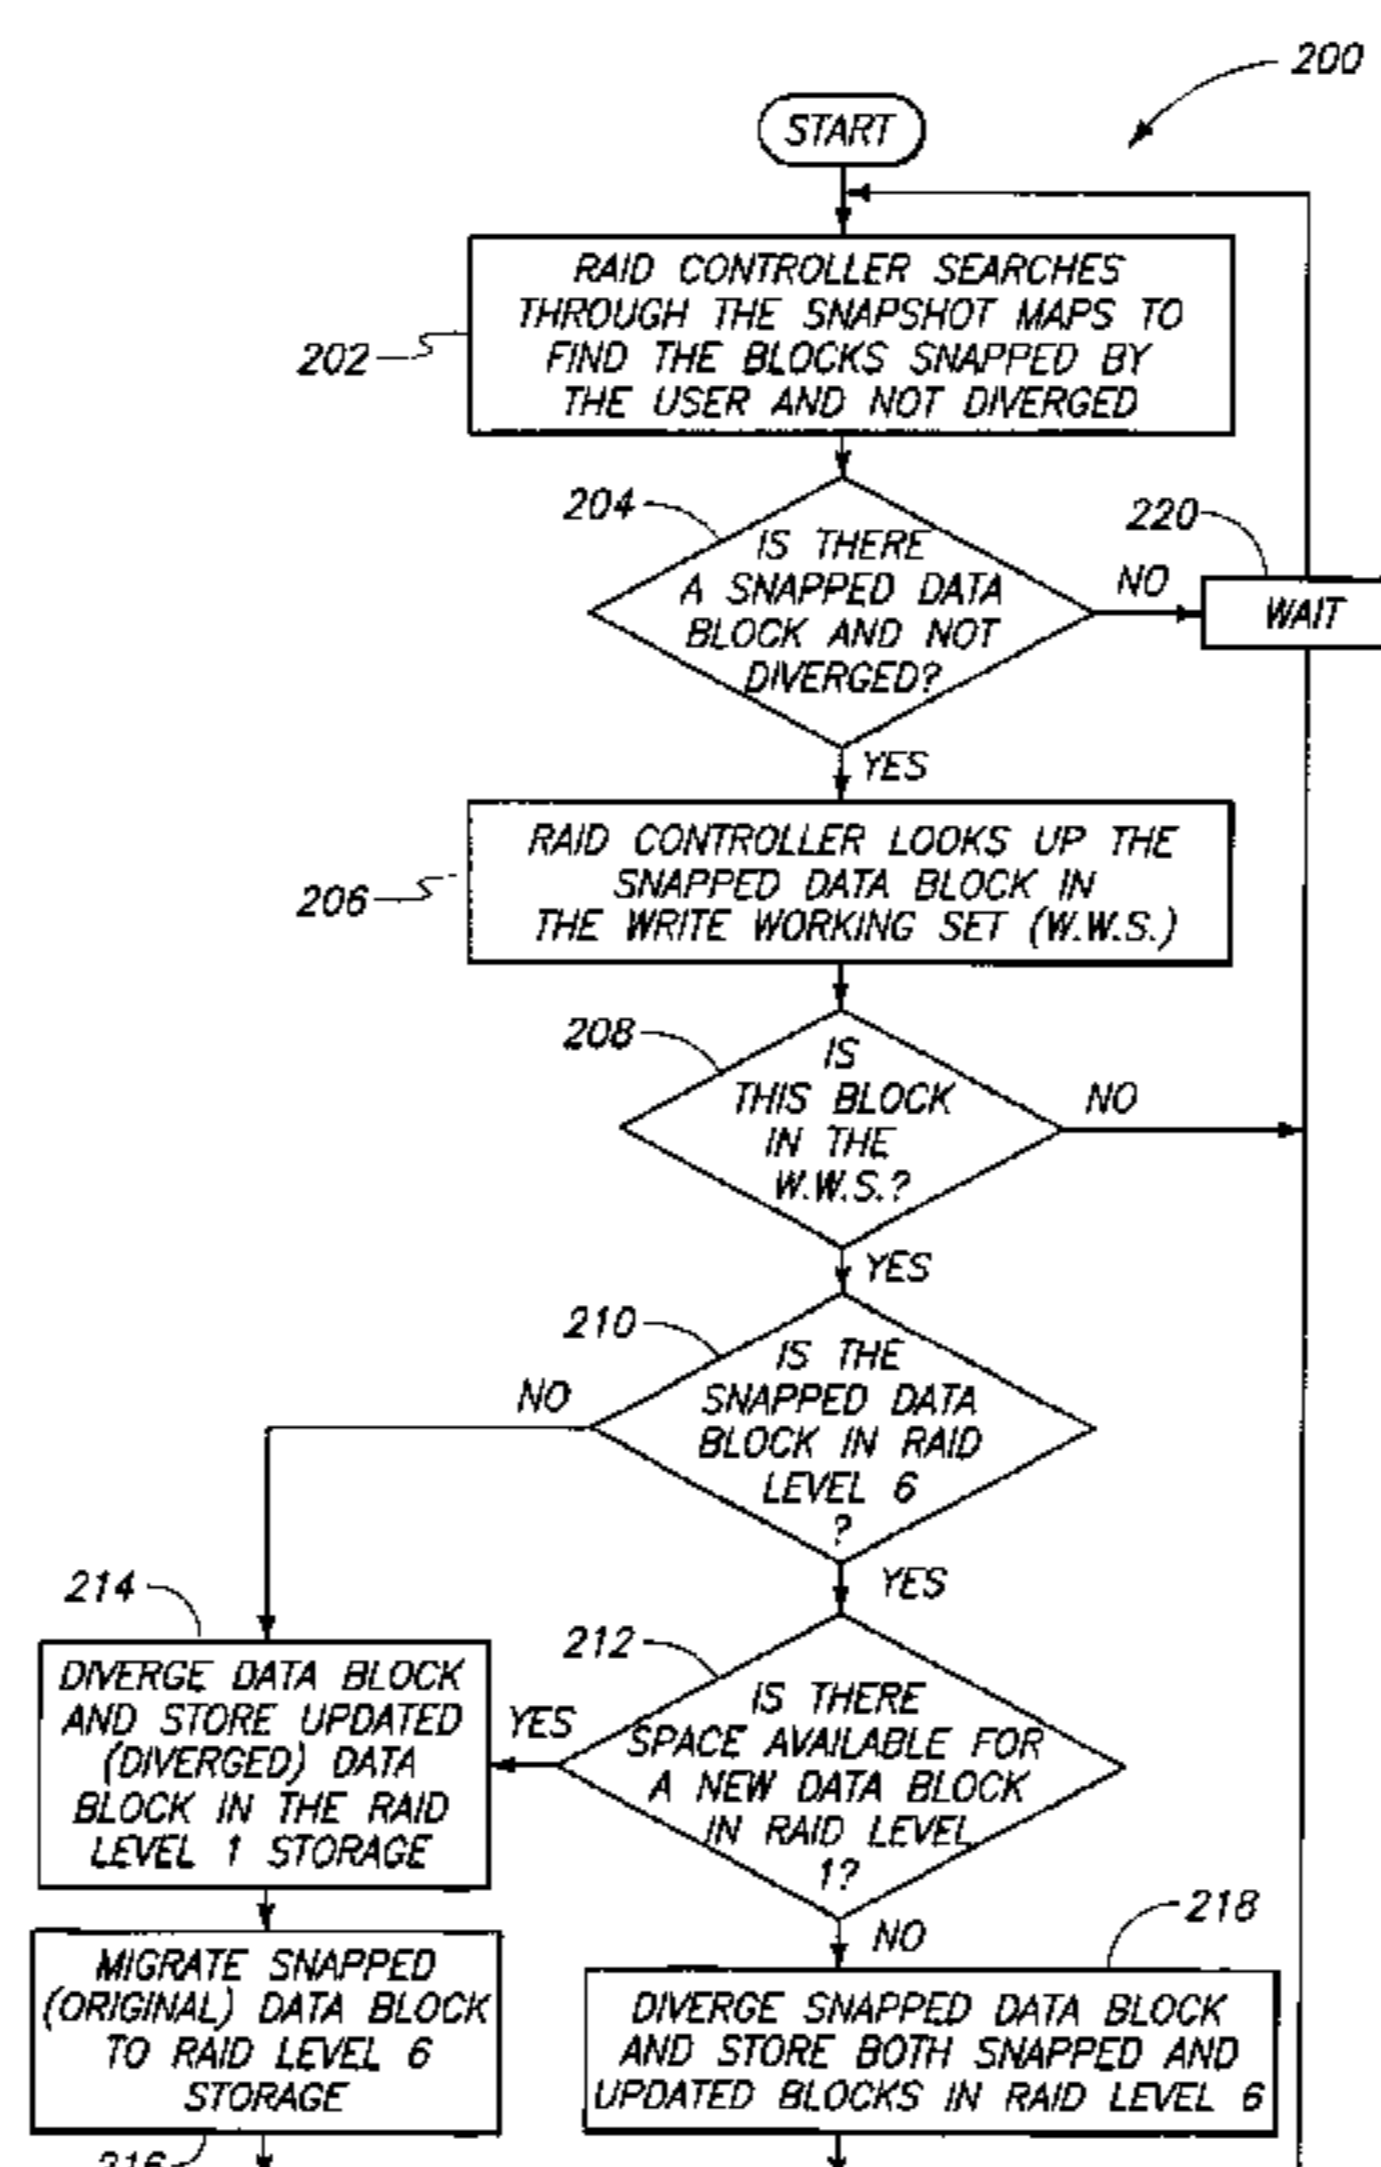 200
START
RAID CONTROLLER SEARCHES
THROUGH THE SNAPSHOT MAPS TO
FIND THE BLOCKS SNAPPED BY
THE USER AND NOT DIVERGED
202
204
IS THERE
A SNAPPED DATA
BLOCK AND NOT
DIVERGED?
NO
220
WAIT
YES
RAID CONTROLLER LOOKS UP THE
SNAPPED DATA BLOCK IN
THE WRITE WORKING SET (W.W.S.)
206
208
IS
THIS BLOCK
IN THE
W.W.S.?
NO
YES
210
IS THE
SNAPPED DATA
BLOCK IN RAID
LEVEL 6
?
NO
YES
214
DIVERGE DATA BLOCK
AND STORE UPDATED
(DIVERGED) DATA
BLOCK IN THE RAID
LEVEL 1 STORAGE
212
IS THERE
SPACE AVAILABLE FOR
A NEW DATA BLOCK
IN RAID LEVEL
1?
YES
NO
MIGRATE SNAPPED
(ORIGINAL) DATA BLOCK
TO RAID LEVEL 6
STORAGE
216
218
DIVERGE SNAPPED DATA BLOCK
AND STORE BOTH SNAPPED AND
UPDATED BLOCKS IN RAID LEVEL 6